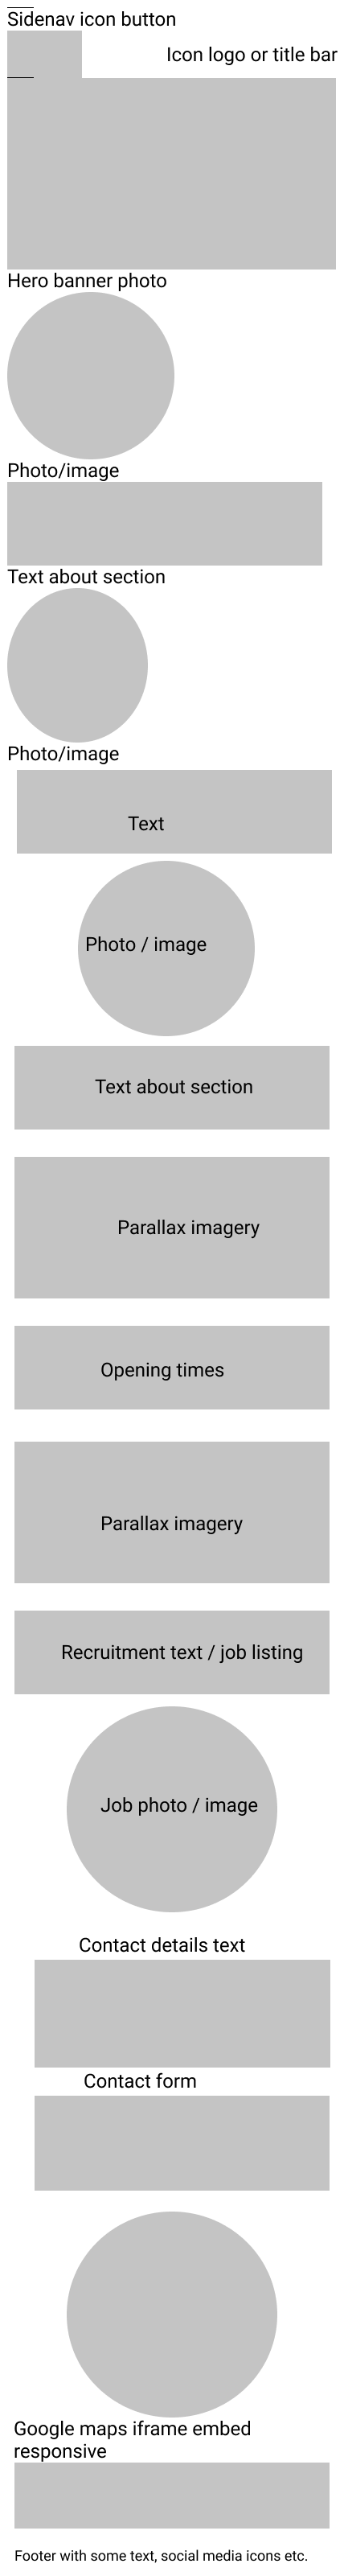 Sidenav icon button
Icon logo or title bar
Hero banner photo
Photo/image
Text about section
Photo/image
Text
Photo / image
Text about section
Parallax imagery
Opening times
Parallax imagery
Recruitment text / job listing
Job photo / image
Contact details text
Contact form
Google maps iframe embed
responsive
Footer with some text, social media icons etc.